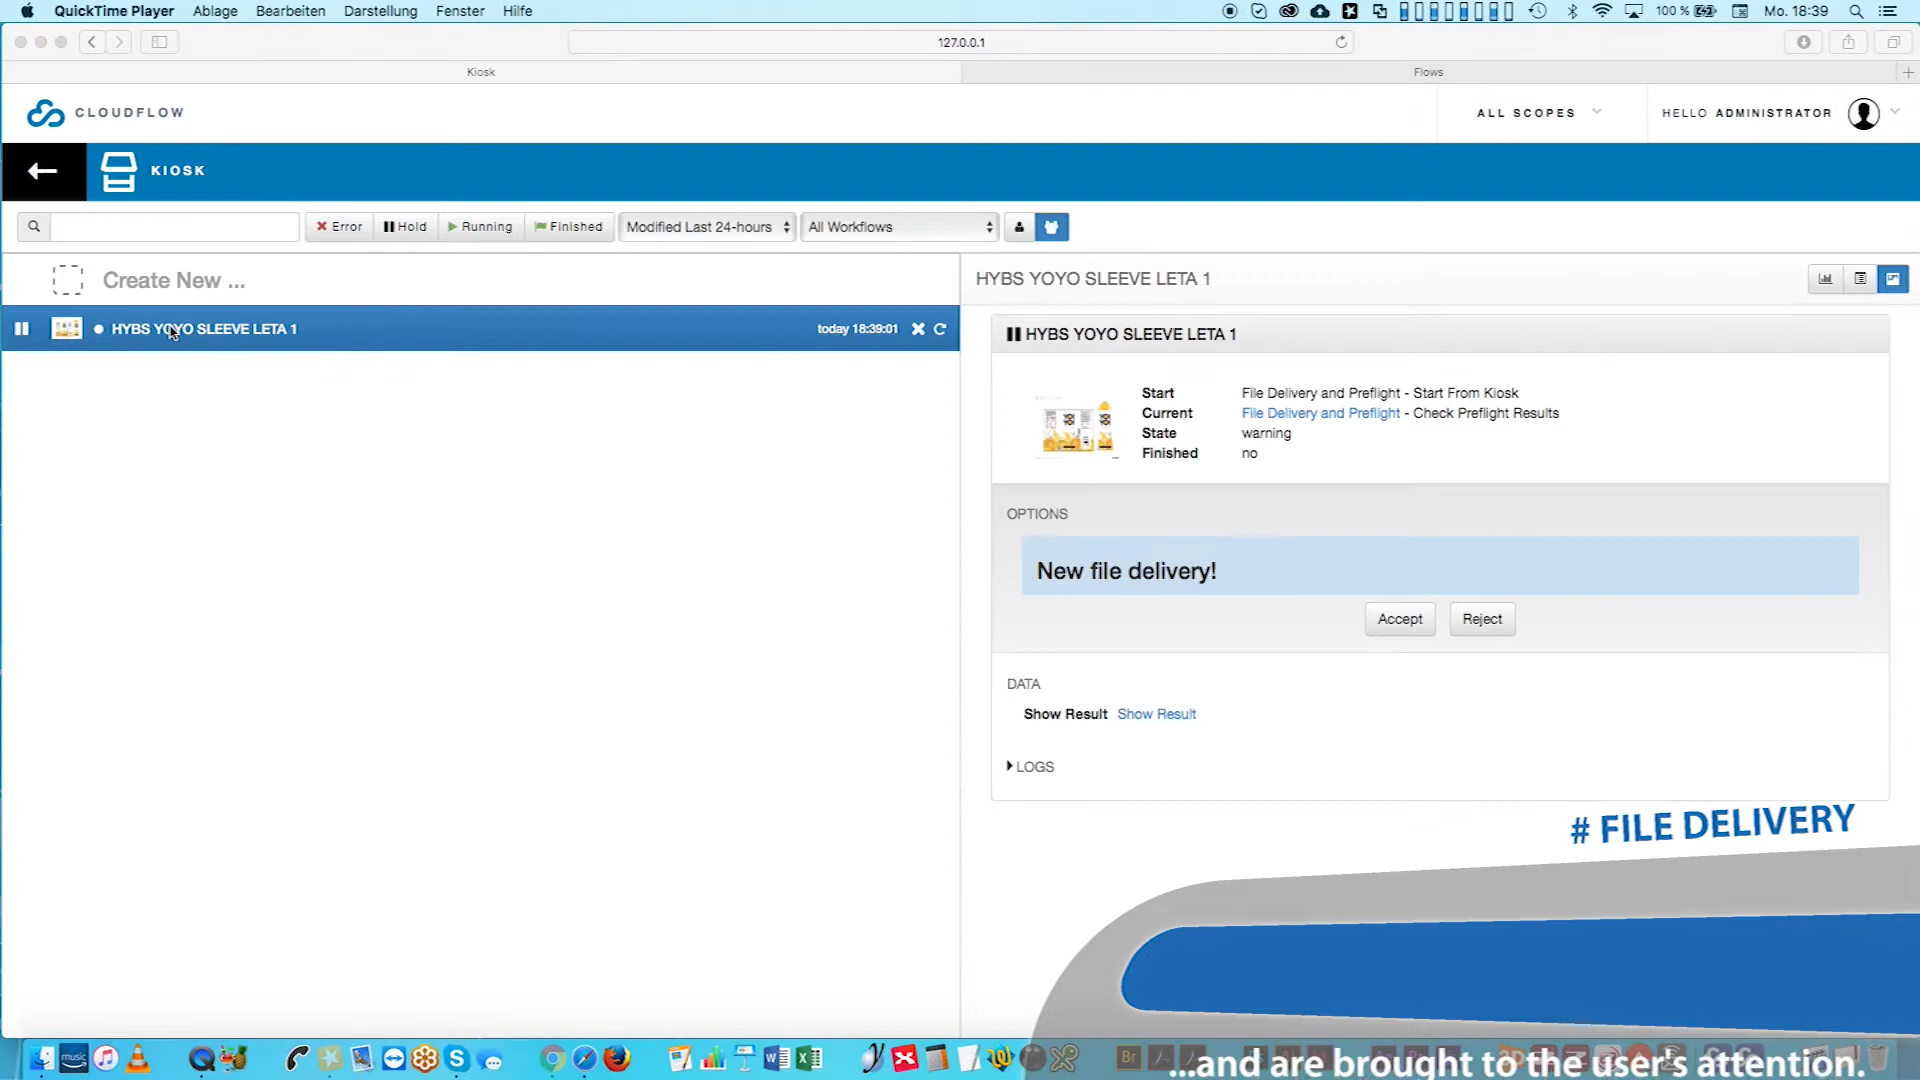 QuickTime Player Ablage Bearbeiten Darstellung Fenster Hilfe 100 % Mo. 18:39
127.0.0.1
Kiosk Flows
CLOUDFLOW ALL SCOPES HELLO ADMINISTRATOR
KIOSK
Error Hold Running Finished Modified Last 24-hours All Workflows
Create New ...
HYBS YOYO SLEEVE LETA 1 today 18:39:01
HYBS YOYO SLEEVE LETA 1
HYBS YOYO SLEEVE LETA 1
Start File Delivery and Preflight - Start From Kiosk
Current File Delivery and Preflight - Check Preflight Results
State warning
Finished no
OPTIONS
New file delivery!
Accept Reject
DATA
Show Result Show Result
LOGS
# FILE DELIVERY
music
Br
...and are brought to the user's attention.